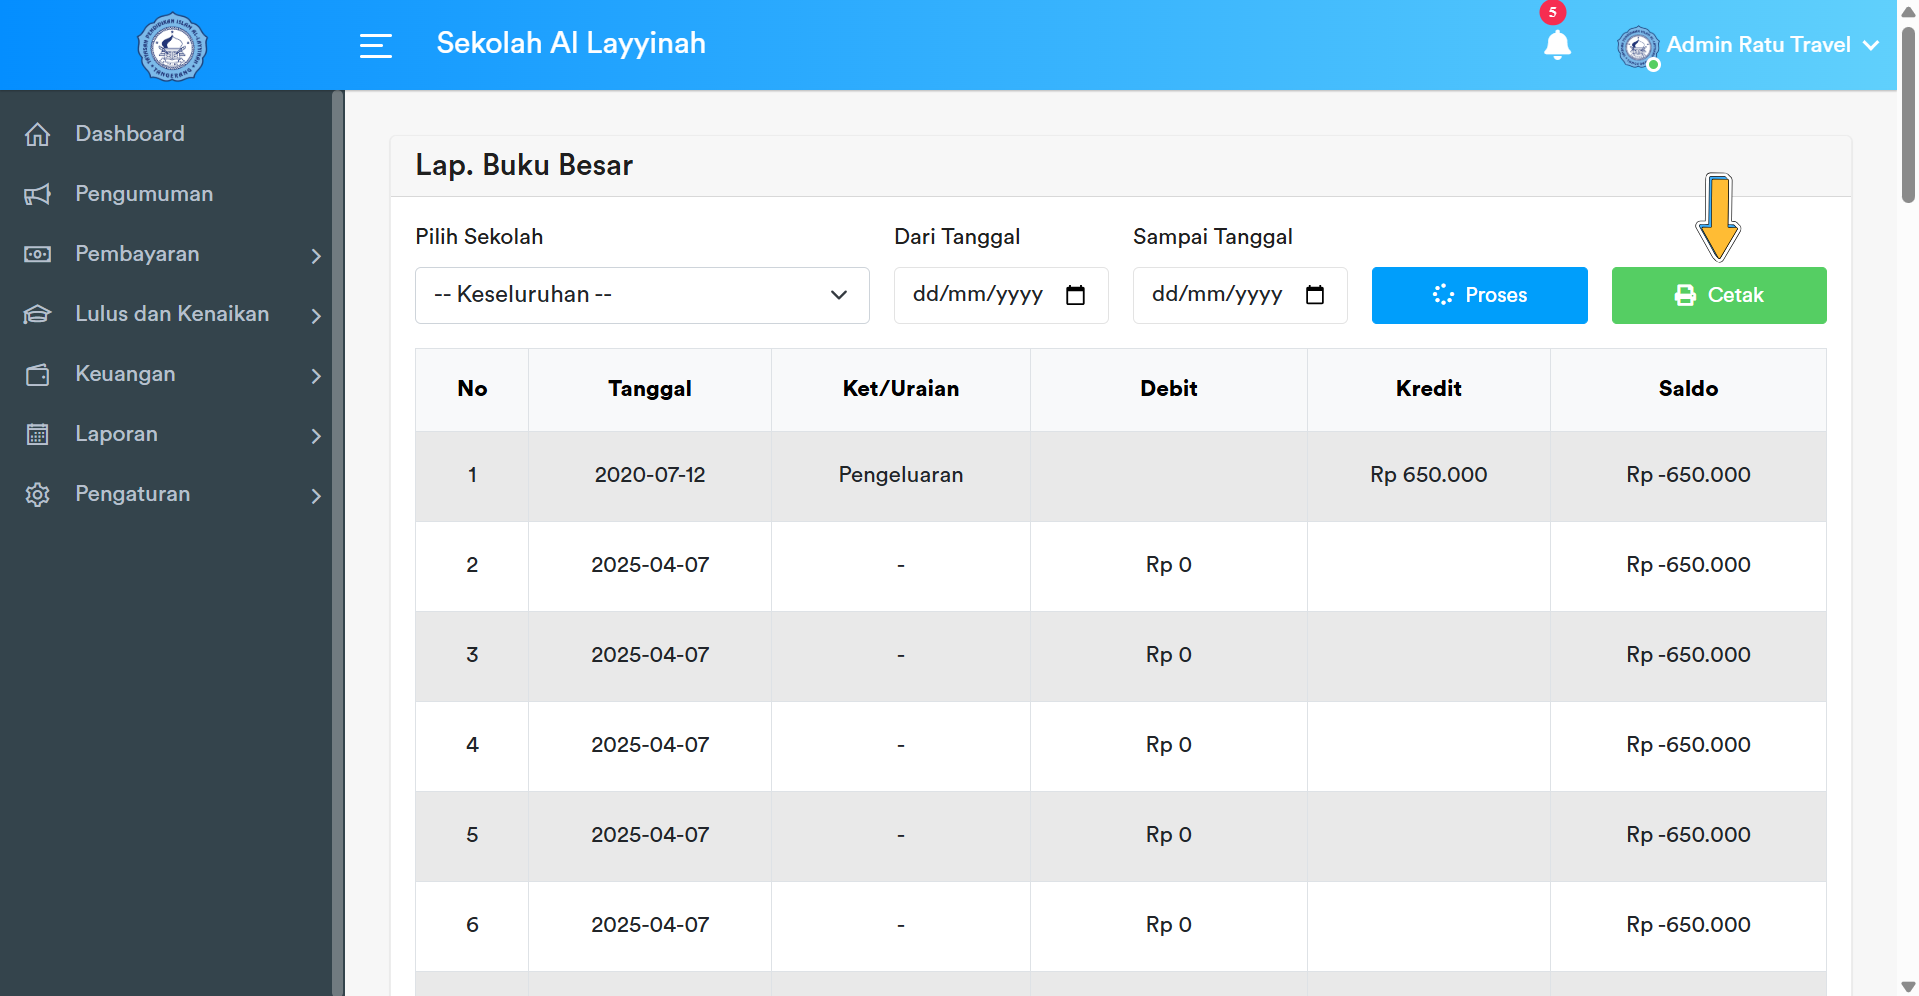 Sekolah Al Layyinah
5
Admin Ratu Travel
Dashboard
Pengumuman
Pembayaran
Lulus dan Kenaikan
Keuangan
Laporan
Pengaturan
Lap. Buku Besar
Pilih Sekolah Dari Tanggal Sampai Tanggal
-- Keseluruhan -- dd/mm/yyyy dd/mm/yyyy Proses Cetak
No Tanggal Ket/Uraian Debit Kredit Saldo
1 2020-07-12 Pengeluaran Rp 650.000 Rp -650.000
2 2025-04-07 - Rp 0 Rp -650.000
3 2025-04-07 - Rp 0 Rp -650.000
4 2025-04-07 - Rp 0 Rp -650.000
5 2025-04-07 - Rp 0 Rp -650.000
6 2025-04-07 - Rp 0 Rp -650.000